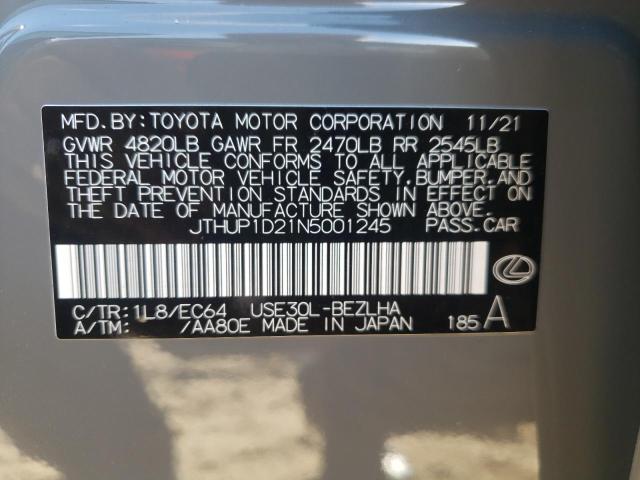 MFD.BY:TOYOTA MOTOR CORPORATION 11/21
GVWR 4820LB GAWR FR 2470LB RR 2545LB
THIS VEHICLE CONFORMS TO ALL APPLICABLE
FEDERAL MOTOR VEHICLE SAFETY,BUMPER,AND
THEFT PREVENTION STANDARDS IN EFFECT ON
THE DATE OF MANUFACTURE SHOWN ABOVE.
JTHUP1D21N5001245 PASS.CAR
C/TR:1L8/EC64 USE30L-BEZLHA
A/TM: /AA80E MADE IN JAPAN 185A